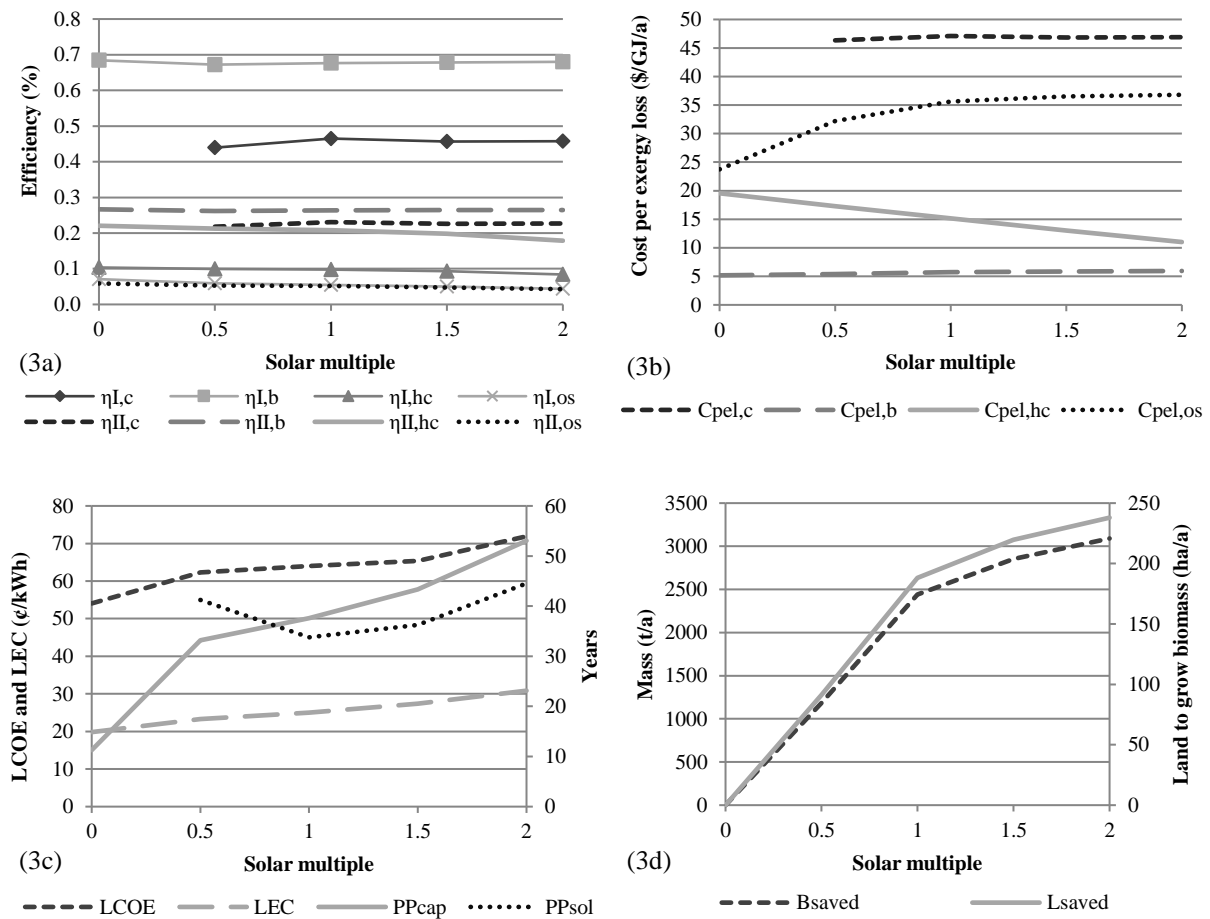 Efficiency (%)
0.8
0.7
0.6
0.5
0.4
0.3
0.2
0.1
0.0
0 0.5 1 1.5 2
(3a)
Solar multiple
ηI,c ηI,b ηI,hc ηI,os
ηII,c ηII,b ηII,hc ηII,os
Cost per exergy loss ($/GJ/a)
50
45
40
35
30
25
20
15
10
5
0
0 0.5 1 1.5 2
(3b)
Solar multiple
Cpel,c Cpel,b Cpel,hc Cpel,os
LCOE and LEC (¢/kWh)
80
70
60
50
40
30
20
10
0
Years
60
50
40
30
20
10
0
0 0.5 1 1.5 2
(3c)
Solar multiple
LCOE LEC PPcap PPsol
Mass (t/a)
3500
3000
2500
2000
1500
1000
500
0
Land to grow biomass (ha/a)
250
200
150
100
50
0
0 0.5 1 1.5 2
(3d)
Solar multiple
Bsaved Lsaved